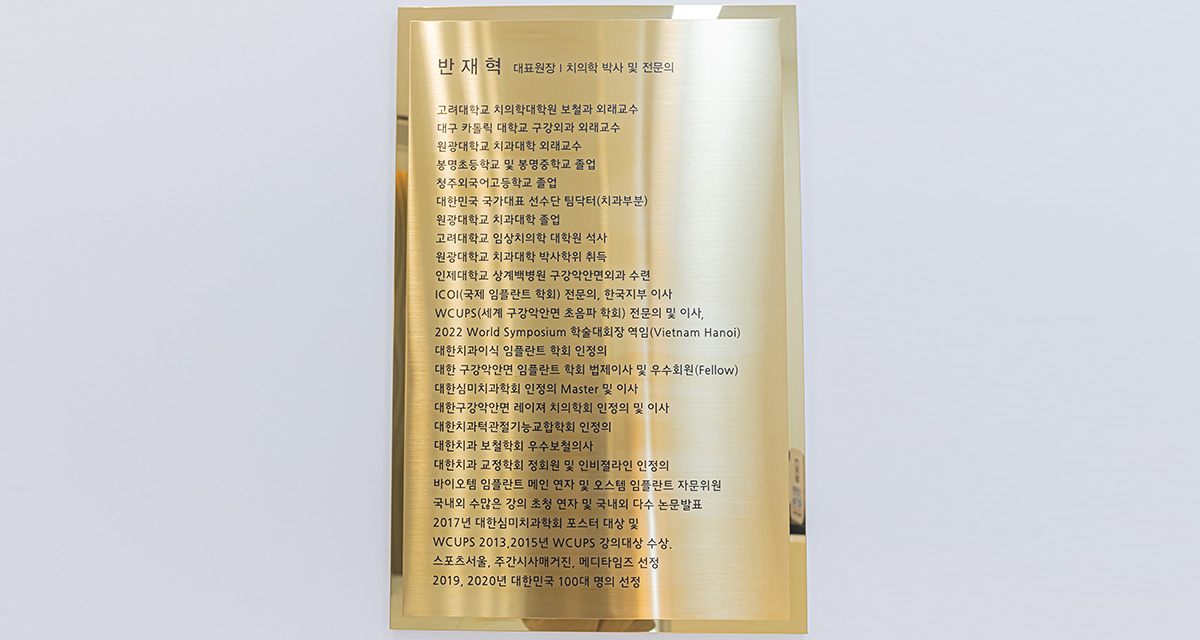 반재혁 대표원장 | 치의학 박사 및 전문의
고려대학교 치의학대학원 보철과 외래교수
대구 카톨릭 대학교 구강외과 외래교수
원광대학교 치과대학 외래교수
봉명초등학교 및 봉명중학교 졸업
청주외국어고등학교 졸업
대한민국 국가대표 선수단 팀닥터(치과부분)
원광대학교 치과대학 졸업
고려대학교 임상치의학 대학원 석사
원광대학교 치과대학 박사학위 취득
인제대학교 상계백병원 구강악안면외과 수련
ICOI(국제 임플란트 학회) 전문의, 한국지부 이사
WCUPS(세계 구강악안면 초음파 학회) 전문의 및 이사,
2022 World Symposium 학술대회장 역임(Vietnam Hanoi)
대한치과이식 임플란트 학회 인정의
대한 구강악안면 임플란트 학회 법제이사 및 우수회원(Fellow)
대한심미치과학회 인정의 Master 및 이사
대한구강악안면 레이져 치의학회 인정의 및 이사
대한치과턱관절기능교합학회 인정의
대한치과 보철학회 우수보철의사
대한치과 교정학회 정회원 및 인비졀라인 인정의
바이오템 임플란트 메인 연자 및 오스템 임플란트 자문위원
국내외 수많은 강의 초청 연자 및 국내외 다수 논문발표
2017년 대한심미치과학회 포스터 대상 및
WCUPS 2013,2015년 WCUPS 강의대상 수상.
스포츠서울, 주간시사매거진, 메디타임즈 선정
2019, 2020년 대한민국 100대 명의 선정